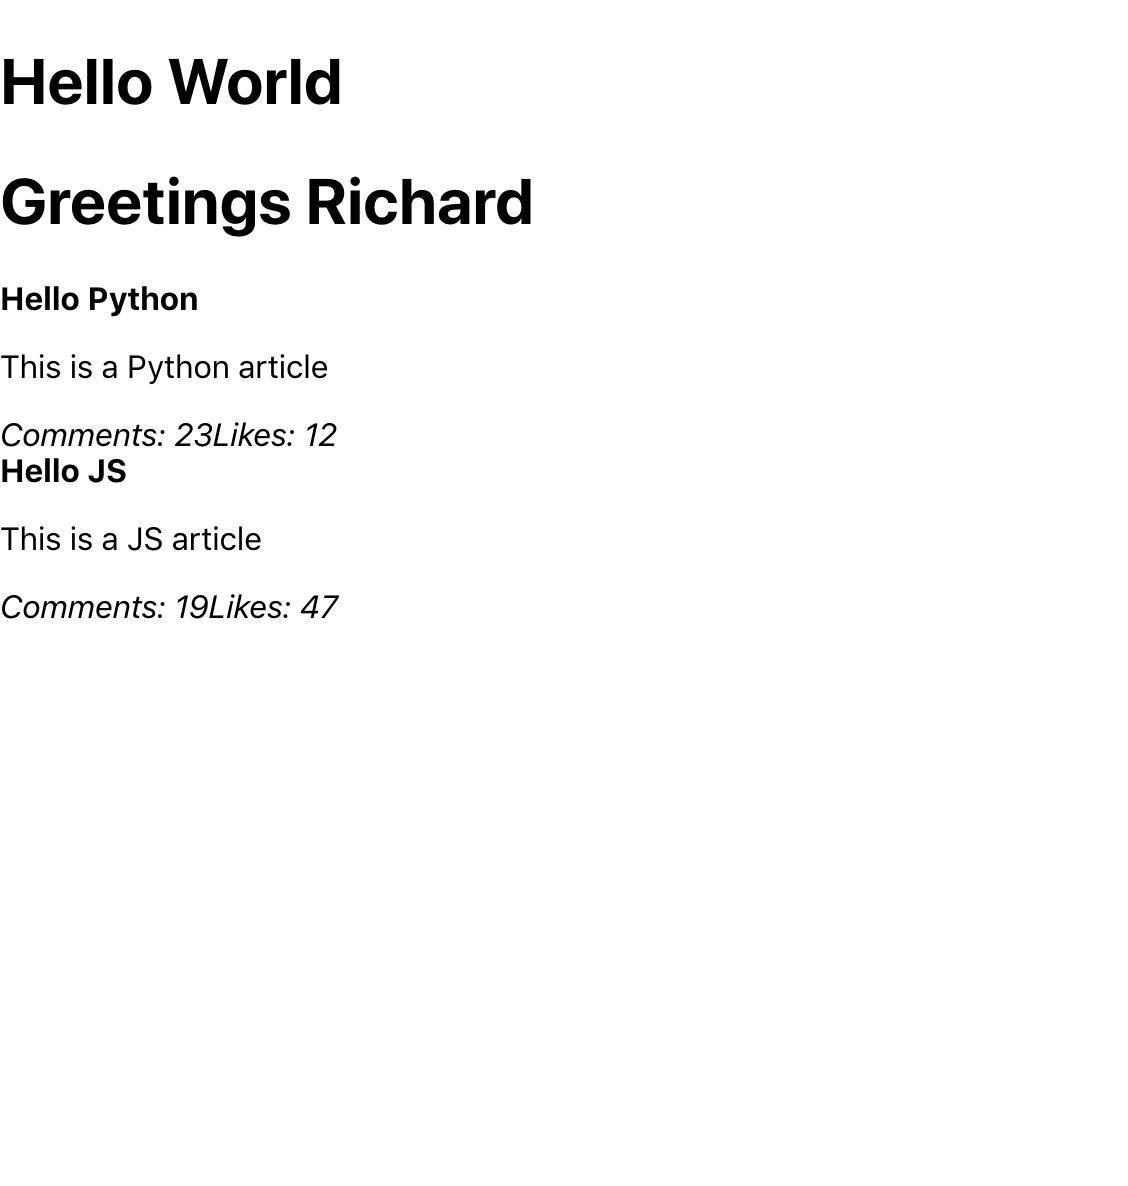 Hello World
Greetings Richard
Hello Python
This is a Python article
Comments: 23Likes: 12
Hello JS
This is a JS article
Comments: 19Likes: 47